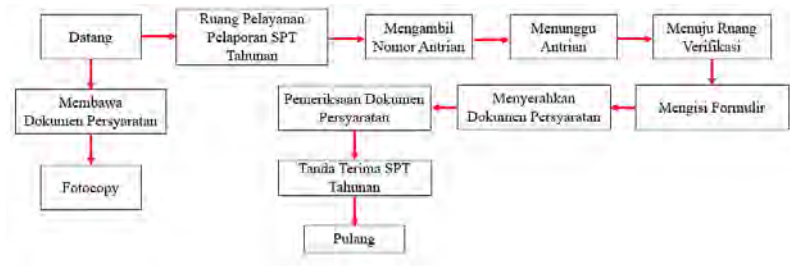 Datang
Ruang Pelayanan
Pelaporan SPT
Tahunan
Mengambil
Nomor Antrian
Menunggu
Antrian
Menuju Ruang
Verifikasi
Membawa
Dokumen Persyaratan
Fotocopy
Pemeriksaan Dokumen
Persyaratan
Menyerahkan
Dokumen Persyaratan
Mengisi Formulir
Tanda Terima SPT
Tahunan
Pulang